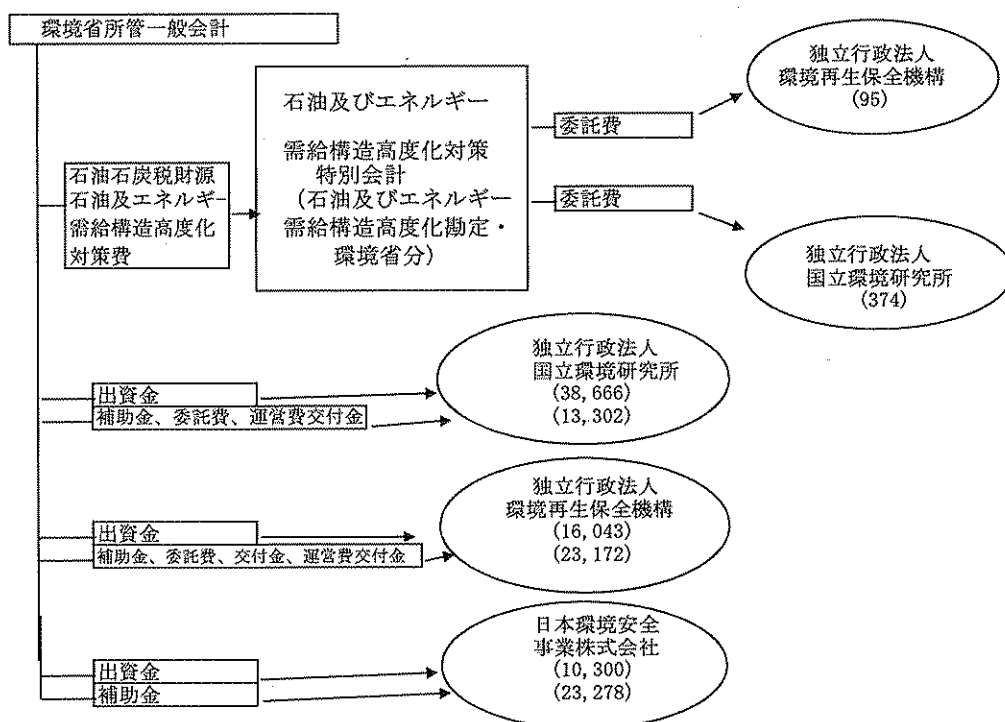 環境省所管一般会計
石油石炭税財源
石油及エネルギー
需給構造高度化
対策費
石油及びエネルギー
需給構造高度化対策
特別会計
(石油及びエネルギー
需給構造高度化勘定・
環境省分)
委託費
独立行政法人
環境再生保全機構
(95)
委託費
独立行政法人
国立環境研究所
(374)
出資金
補助金、委託費、運営費交付金
独立行政法人
国立環境研究所
(38,666)
(13,302)
出資金
補助金、委託費、交付金、運営費交付金
独立行政法人
環境再生保全機構
(16,043)
(23,172)
出資金
補助金
日本環境安全
事業株式会社
(10,300)
(23,278)